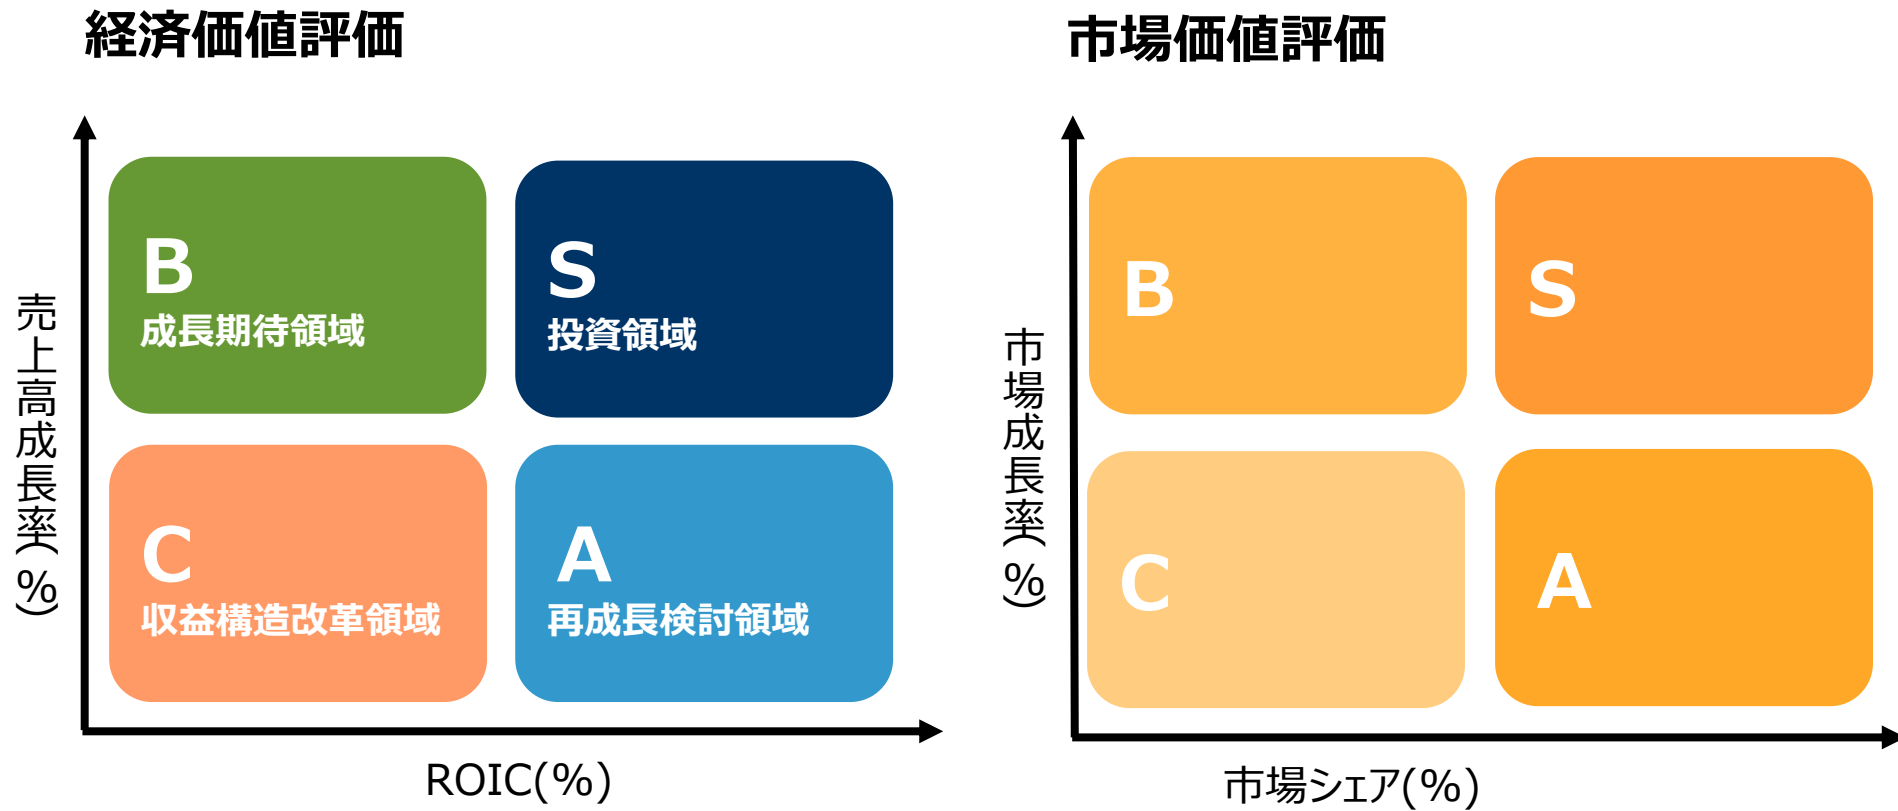 経済価値評価
売上高成長率(%)
B
成長期待領域
S
投資領域
C
収益構造改革領域
A
再成長検討領域
ROIC(%)
市場価値評価
市場成長率(%)
B
S
C
A
市場シェア(%)